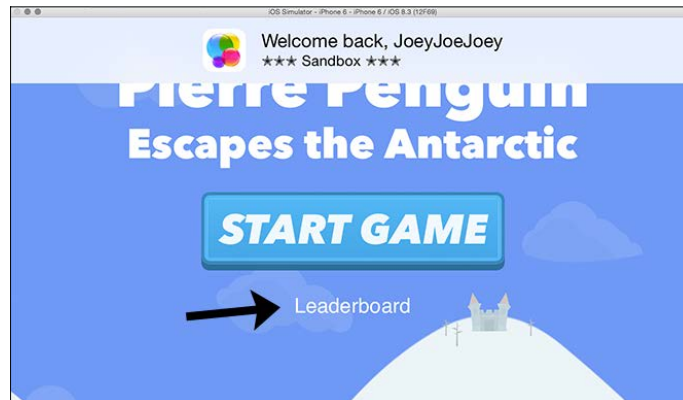 iOS Simulator - iPhone 6 - iPhone 6 / iOS 8.3 (12F69)
Welcome back, JoeyJoeJoey
★★★ Sandbox ★★★
Pierre Penguin
Escapes the Antarctic
START GAME
Leaderboard